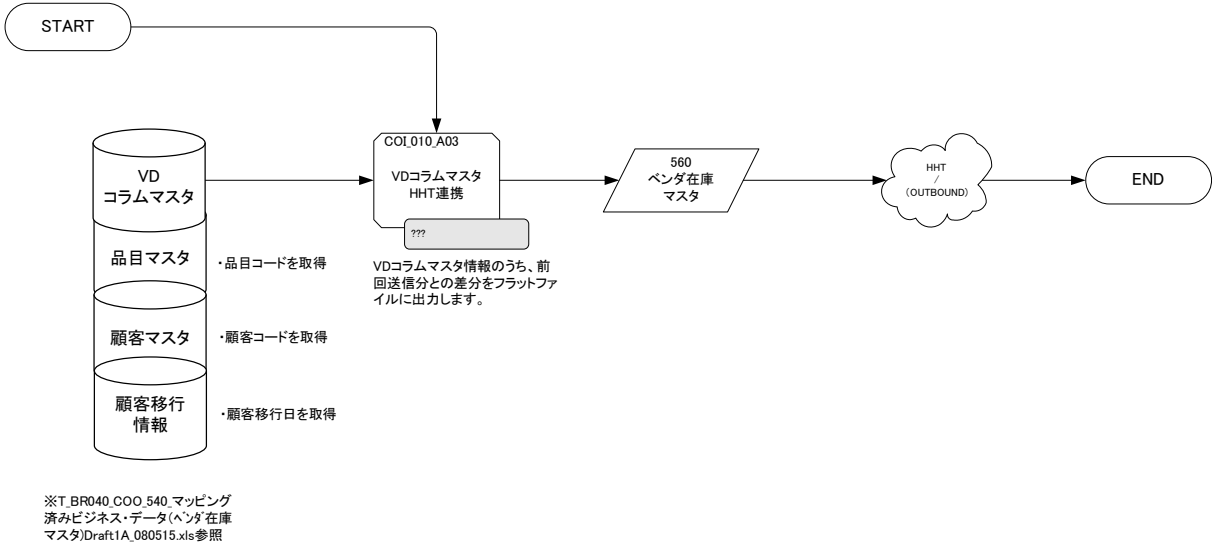 START
VD
コラムマスタ
品目マスタ
・品目コードを取得
顧客マスタ
・顧客コードを取得
顧客移行
情報
・顧客移行日を取得
※T_BR040_COO_540_マッピング
済みビジネス・データ(ベンダ在庫
マスタ)Draft1A_080515.xls参照
COI_010_A03
VDコラムマスタ
HHT連携
???
VDコラムマスタ情報のうち、前
回送信分との差分をフラットファ
イルに出力します。
560
ベンダ在庫
マスタ
HHT
/
(OUTBOUND)
END